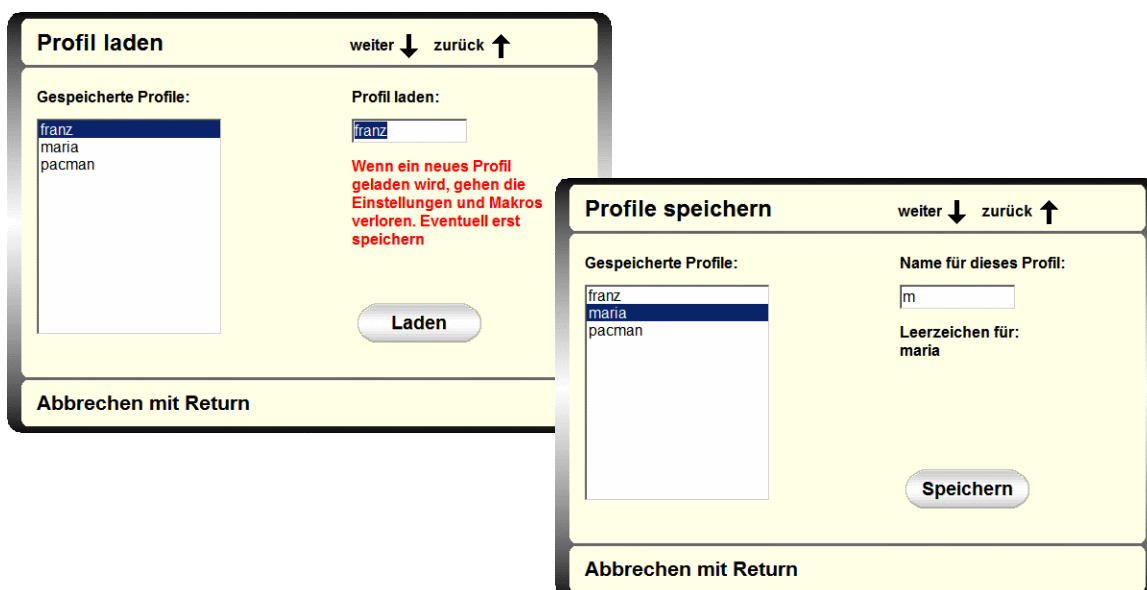 Profil laden
weiter zurück
Gespeicherte Profile:
franz
maria
pacman
Profil laden:
franz
Wenn ein neues Profil
geladen wird, gehen die
Einstellungen und Makros
verloren. Eventuell erst
speichern
Laden
Abbrechen mit Return
Profile speichern
weiter zurück
Gespeicherte Profile:
franz
maria
pacman
Name für dieses Profil:
m
Leerzeichen für:
maria
Speichern
Abbrechen mit Return